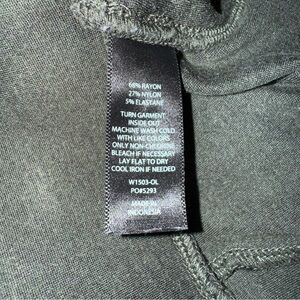 68% RAYON
27% NYLON
5% ELASTANE
TURN GARMENT
INSIDE OUT
MACHINE WASH COLD
WITH LIKE COLORS
ONLY NON-CHLORINE
BLEACH IF NECESSARY
LAY FLAT TO DRY
COOL IRON IF NEEDED
W1503-OL
PO#5293
MADE IN
INDONESIA